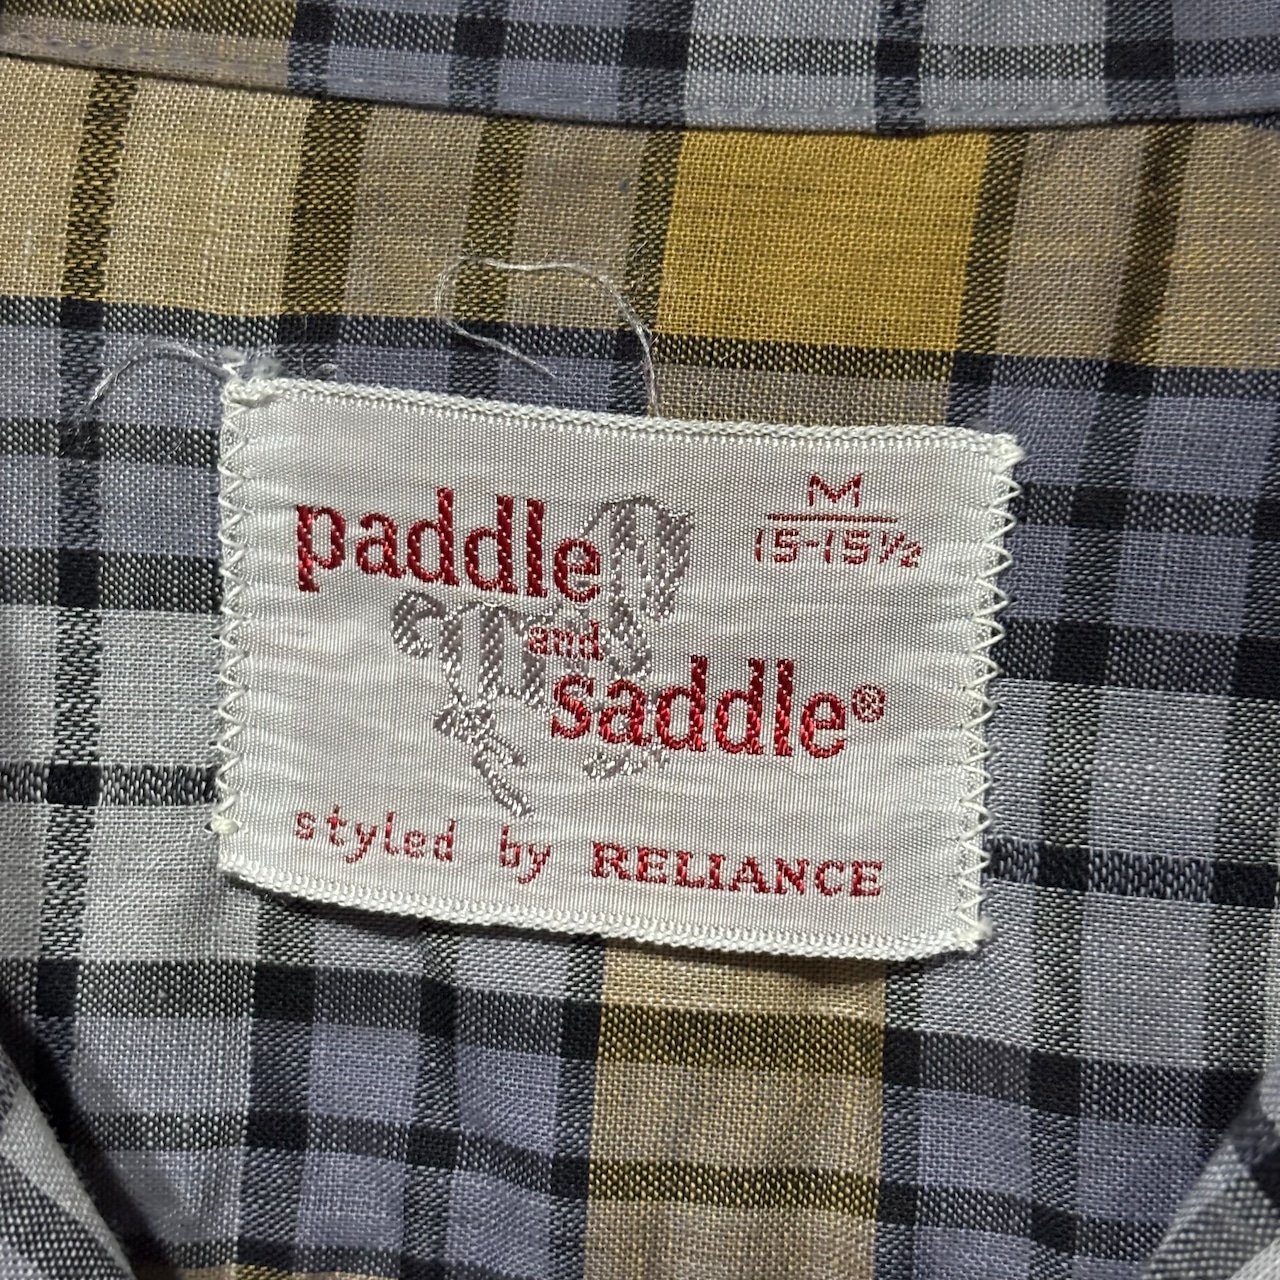 paddle
and
saddle®
M
15-15½
styled by RELIANCE